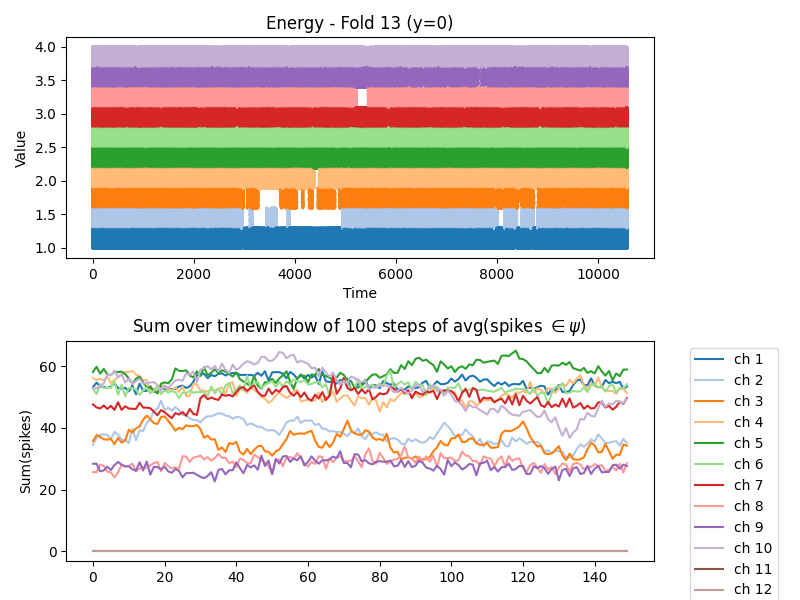 Energy - Fold 13 (y=0)
Value
4.0
3.5
3.0
2.5
2.0
1.5
1.0
0 2000 4000 6000 8000 10000
Time
Sum over timewindow of 100 steps of avg(spikes ∈ψ)
Sum(spikes)
60
40
20
0
0 20 40 60 80 100 120 140
ch 1
ch 2
ch 3
ch 4
ch 5
ch 6
ch 7
ch 8
ch 9
ch 10
ch 11
ch 12